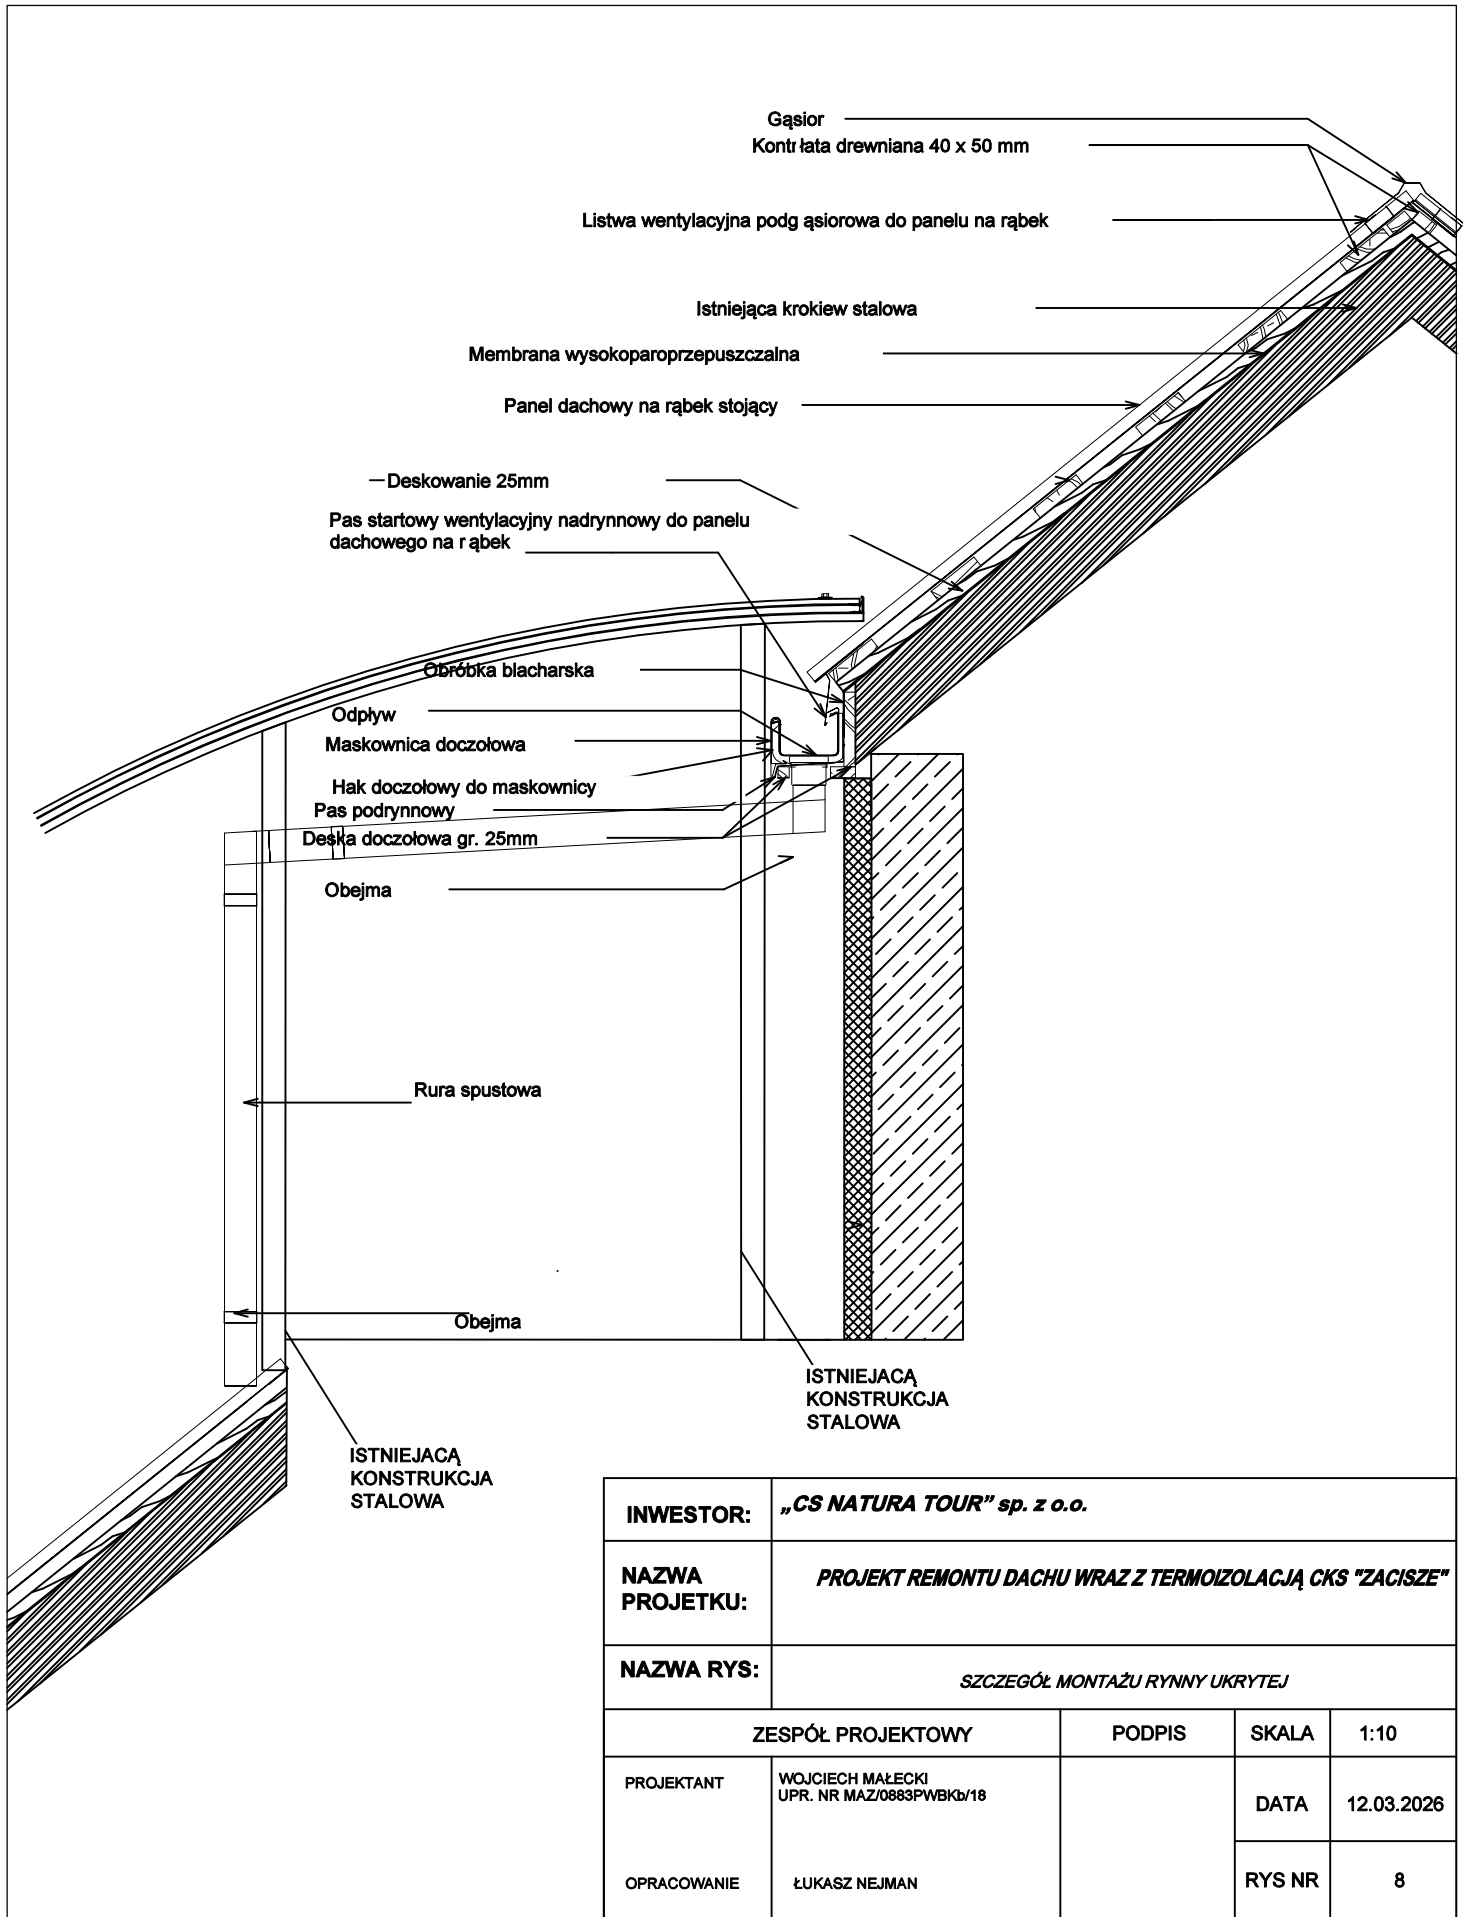 Gąsior
Kontrłata drewniana 40 x 50 mm
Listwa wentylacyjna podgąsiorowa do panelu na rąbek
Istniejąca krokiew stalowa
Membrana wysokoparoprzepuszczalna
Panel dachowy na rąbek stojący
Deskowanie 25mm
Pas startowy wentylacyjny nadrynnowy do panelu
dachowego na rąbek
Obróbka blacharska
Odpływ
Maskownica doczołowa
Hak doczołowy do maskownicy
Pas podrynnowy
Deska doczołowa gr. 25mm
Obejma
Rura spustowa
Obejma
ISTNIEJACĄ
KONSTRUKCJA
STALOWA
ISTNIEJACĄ
KONSTRUKCJA
STALOWA
INWESTOR: „CS NATURA TOUR” sp. z o.o.
NAZWA
PROJETKU:
PROJEKT REMONTU DACHU WRAZ Z TERMOIZOLACJĄ CKS "ZACISZE"
NAZWA RYS: SZCZEGÓŁ MONTAŻU RYNNY UKRYTEJ
ZESPÓŁ PROJEKTOWY PODPIS SKALA 1:10
PROJEKTANT WOJCIECH MAŁECKI
UPR. NR MAZ/0883PWBKb/18
DATA 12.03.2026
OPRACOWANIE ŁUKASZ NEJMAN RYS NR 8